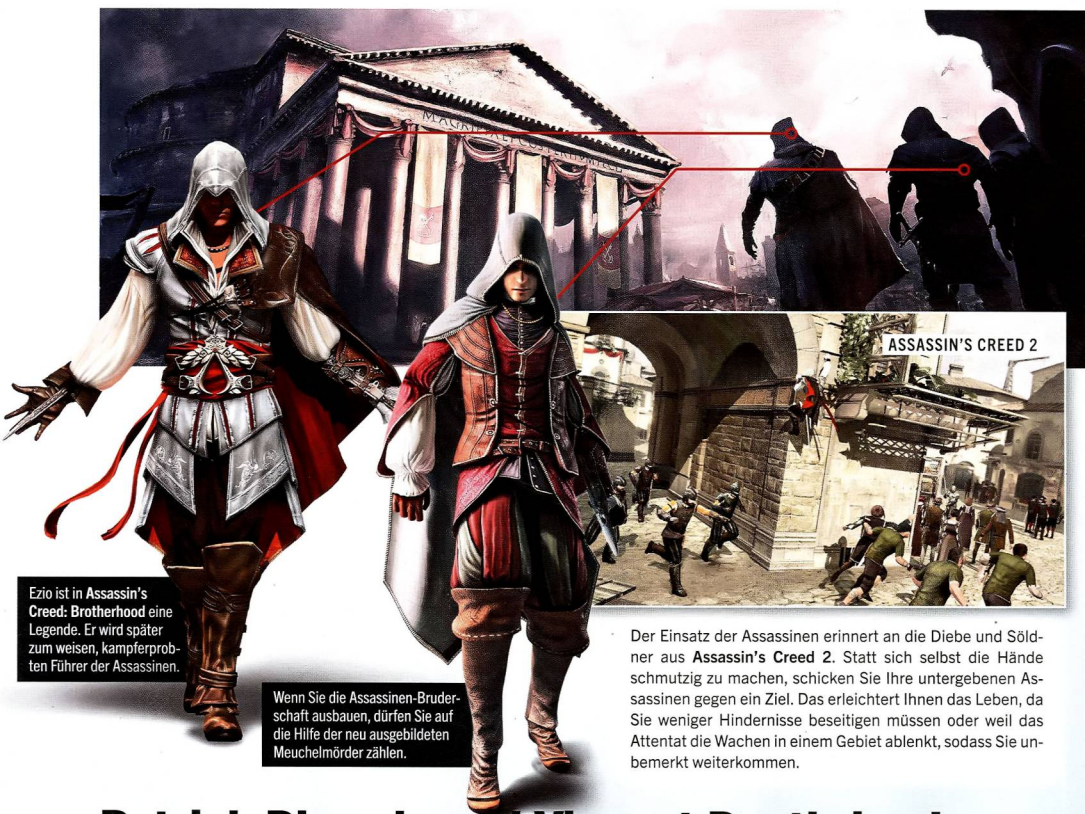 ASSASSIN'S CREED 2
Ezio ist in Assassin's
Creed: Brotherhood eine
Legende. Er wird später
zum weisen, kampferprob-
ten Führer der Assassinen.
Wenn Sie die Assassinen-Bruder-
schaft ausbauen, dürfen Sie auf
die Hilfe der neu ausgebildeten
Meuchelmörder zählen.
Der Einsatz der Assassinen erinnert an die Diebe und Söld-
ner aus Assassin's Creed 2. Statt sich selbst die Hände
schmutzig zu machen, schicken Sie Ihre untergebenen As-
sassinen gegen ein Ziel. Das erleichtert Ihnen das Leben, da
Sie weniger Hindernisse beseitigen müssen oder weil das
Attentat die Wachen in einem Gebiet ablenkt, sodass Sie un-
bemerkt weiterkommen.